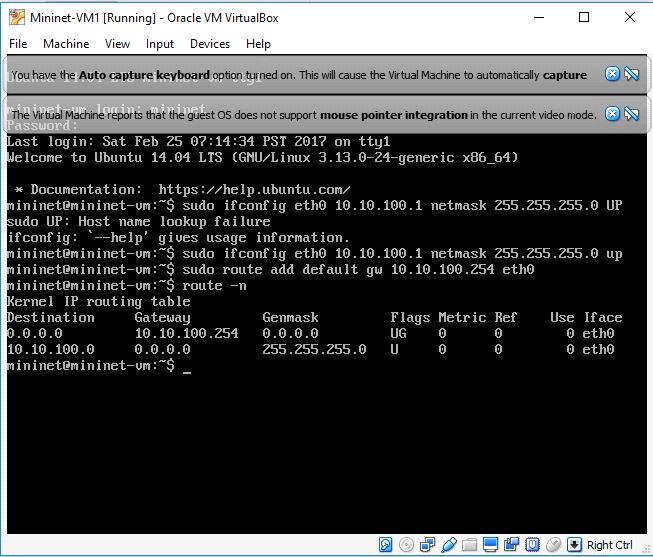 Mininet-VM1 [Running] - Oracle VM VirtualBox
File Machine View Input Devices Help
You have the Auto capture keyboard option turned on. This will cause the Virtual Machine to automatically capture
mininet-vm login: mininet
The Virtual Machine reports that the guest OS does not support mouse pointer integration in the current video mode.
Password:
Last login: Sat Feb 25 07:14:34 PST 2017 on tty1
Welcome to Ubuntu 14.04 LTS (GNU/Linux 3.13.0-24-generic x86_64)
* Documentation: https://help.ubuntu.com/
mininet@mininet-vm:~$ sudo ifconfig eth0 10.10.100.1 netmask 255.255.255.0 UP
sudo UP: Host name lookup failure
ifconfig: `--help' gives usage information.
mininet@mininet-vm:~$ sudo ifconfig eth0 10.10.100.1 netmask 255.255.255.0 up
mininet@mininet-vm:~$ sudo route add default gw 10.10.100.254 eth0
mininet@mininet-vm:~$ route -n
Kernel IP routing table
Destination Gateway Genmask Flags Metric Ref Use Iface
0.0.0.0 10.10.100.254 0.0.0.0 UG 0 0 0 eth0
10.10.100.0 0.0.0.0 255.255.255.0 U 0 0 0 eth0
mininet@mininet-vm:~$ _
Right Ctrl